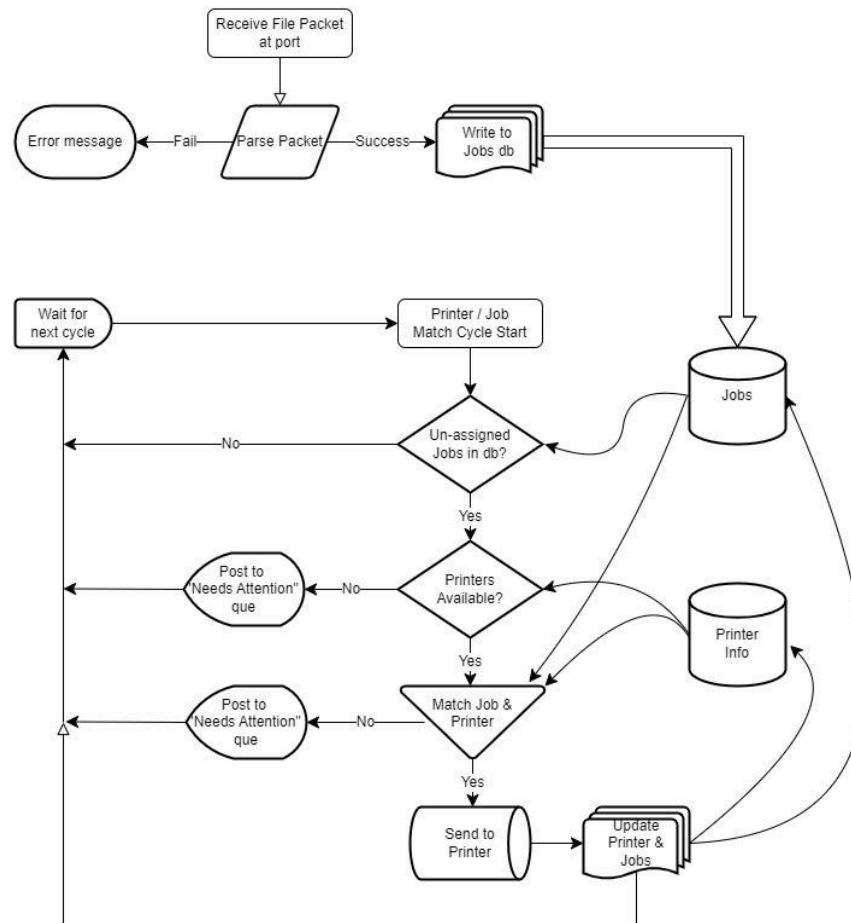 Receive File Packet
at port
Error message
Fail
Parse Packet
Success
Write to
Jobs db
Wait for
next cycle
Printer / Job
Match Cycle Start
Jobs
No
Un-assigned
Jobs in db?
Yes
Post to
"Needs Attention"
que
No
Printers
Available?
Printer
Info
Yes
Post to
"Needs Attention"
que
No
Match Job &
Printer
Yes
Send to
Printer
Update
Printer &
Jobs